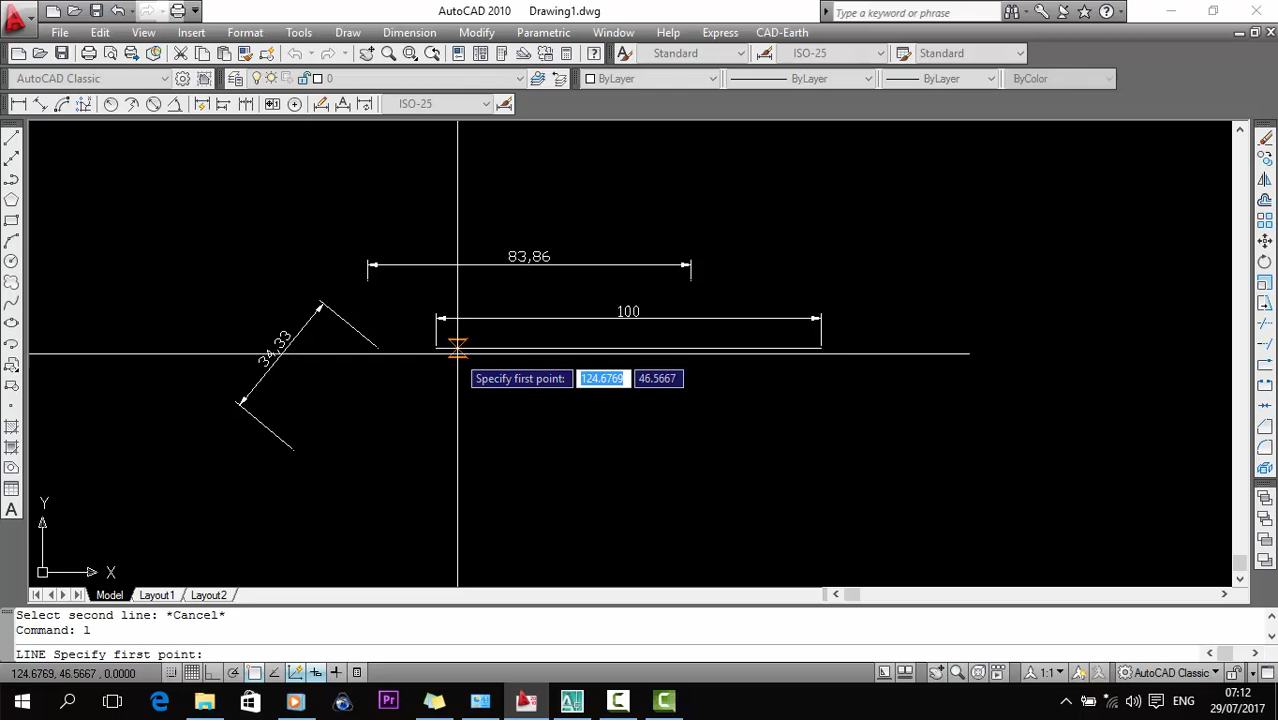 AutoCAD 2010 Drawing1.dwg
Type a keyword or phrase
File Edit View Insert Format Tools Draw Dimension Modify Parametric Window Help Express CAD-Earth
Standard ISO-25 Standard
AutoCAD Classic 0 ByLayer ByLayer ByLayer ByColor
ISO-25
83,86
100
34,33
Specify first point: 124.6769 46.5667
Y
X
Model Layout1 Layout2
Select second line: *Cancel*
Command: l
LINE Specify first point:
124.6769, 46.5667, 0.0000 1:1 AutoCAD Classic
Pr ENG 07:12
29/07/2017